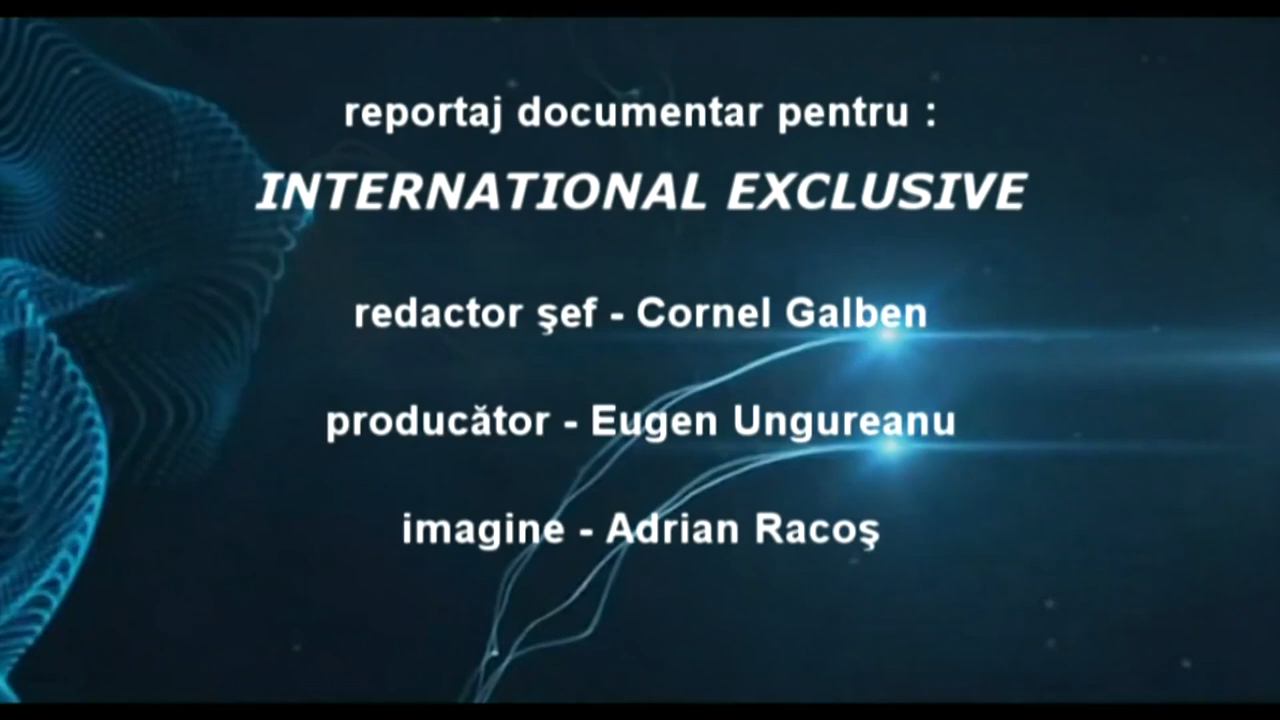 reportaj documentar pentru :
INTERNATIONAL EXCLUSIVE
redactor şef - Cornel Galben
producător - Eugen Ungureanu
imagine - Adrian Racoş